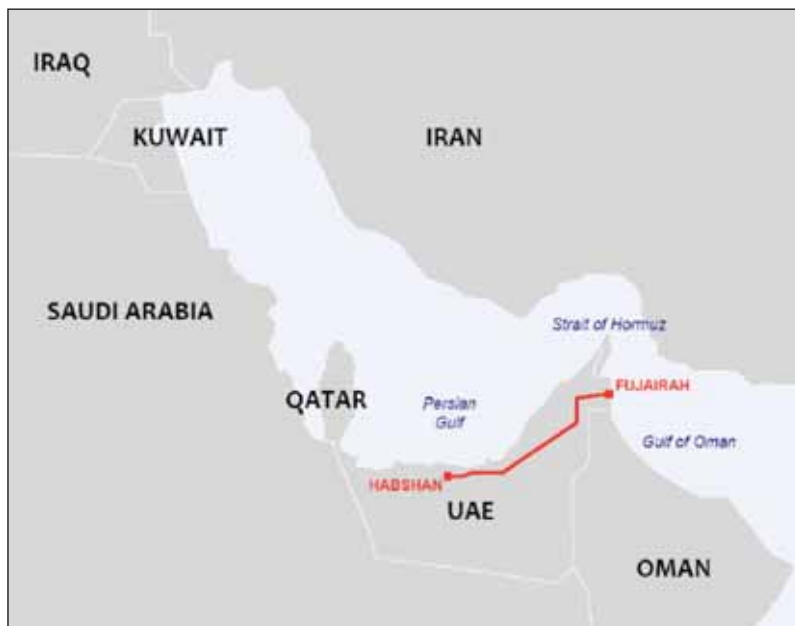 IRAQ
KUWAIT
IRAN
SAUDI ARABIA
Strait of Hormuz
QATAR
Persian
Gulf
FUJAIRAH
Gulf of Oman
HABSHAN
UAE
OMAN